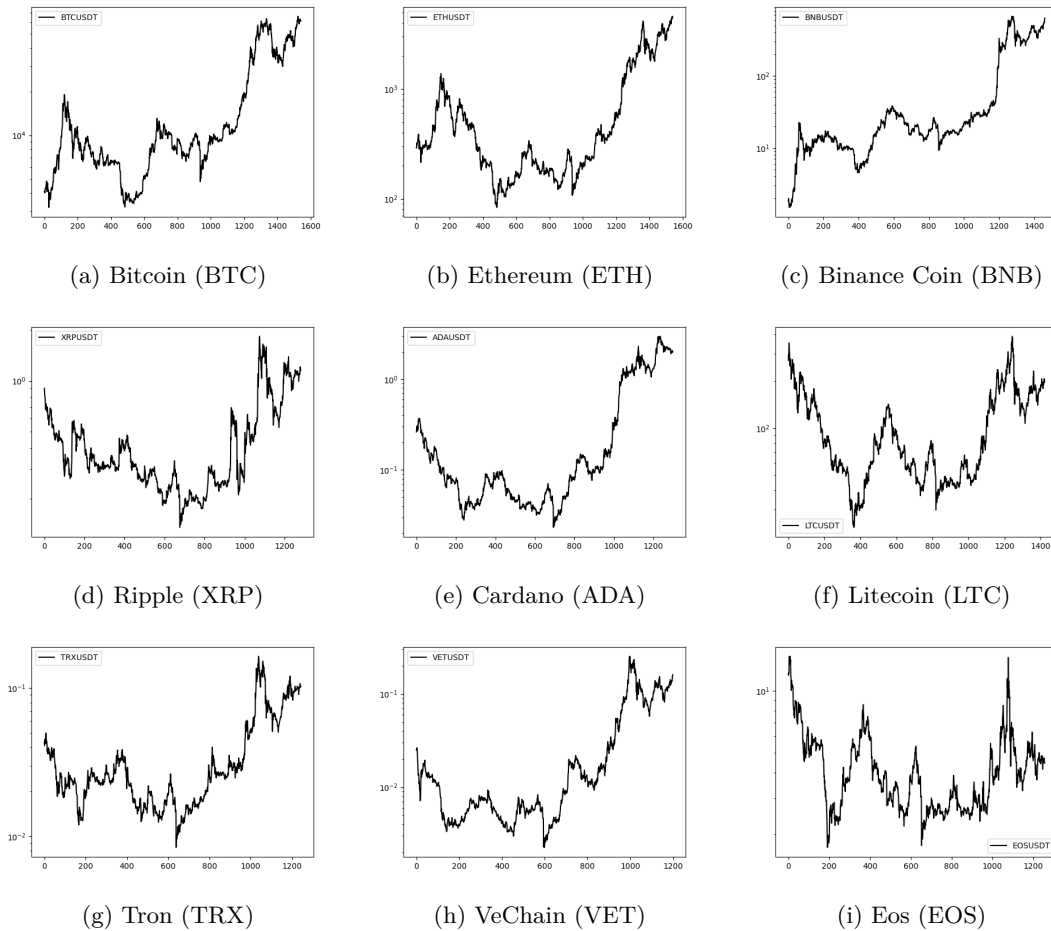 BTCUSDT
10^4
0 200 400 600 800 1000 1200 1400 1600
(a) Bitcoin (BTC)
ETHUSDT
10^3
10^2
0 200 400 600 800 1000 1200 1400 1600
(b) Ethereum (ETH)
BNBUSDT
10^2
10^1
0 200 400 600 800 1000 1200 1400
(c) Binance Coin (BNB)
XRPUSDT
10^0
0 200 400 600 800 1000 1200
(d) Ripple (XRP)
ADAUSDT
10^0
10^-1
0 200 400 600 800 1000 1200
(e) Cardano (ADA)
10^2
LTCUSDT
0 200 400 600 800 1000 1200 1400
(f) Litecoin (LTC)
TRXUSDT
10^-1
10^-2
0 200 400 600 800 1000 1200
(g) Tron (TRX)
VETUSDT
10^-1
10^-2
0 200 400 600 800 1000 1200
(h) VeChain (VET)
10^1
EOSUSDT
0 200 400 600 800 1000 1200
(i) Eos (EOS)